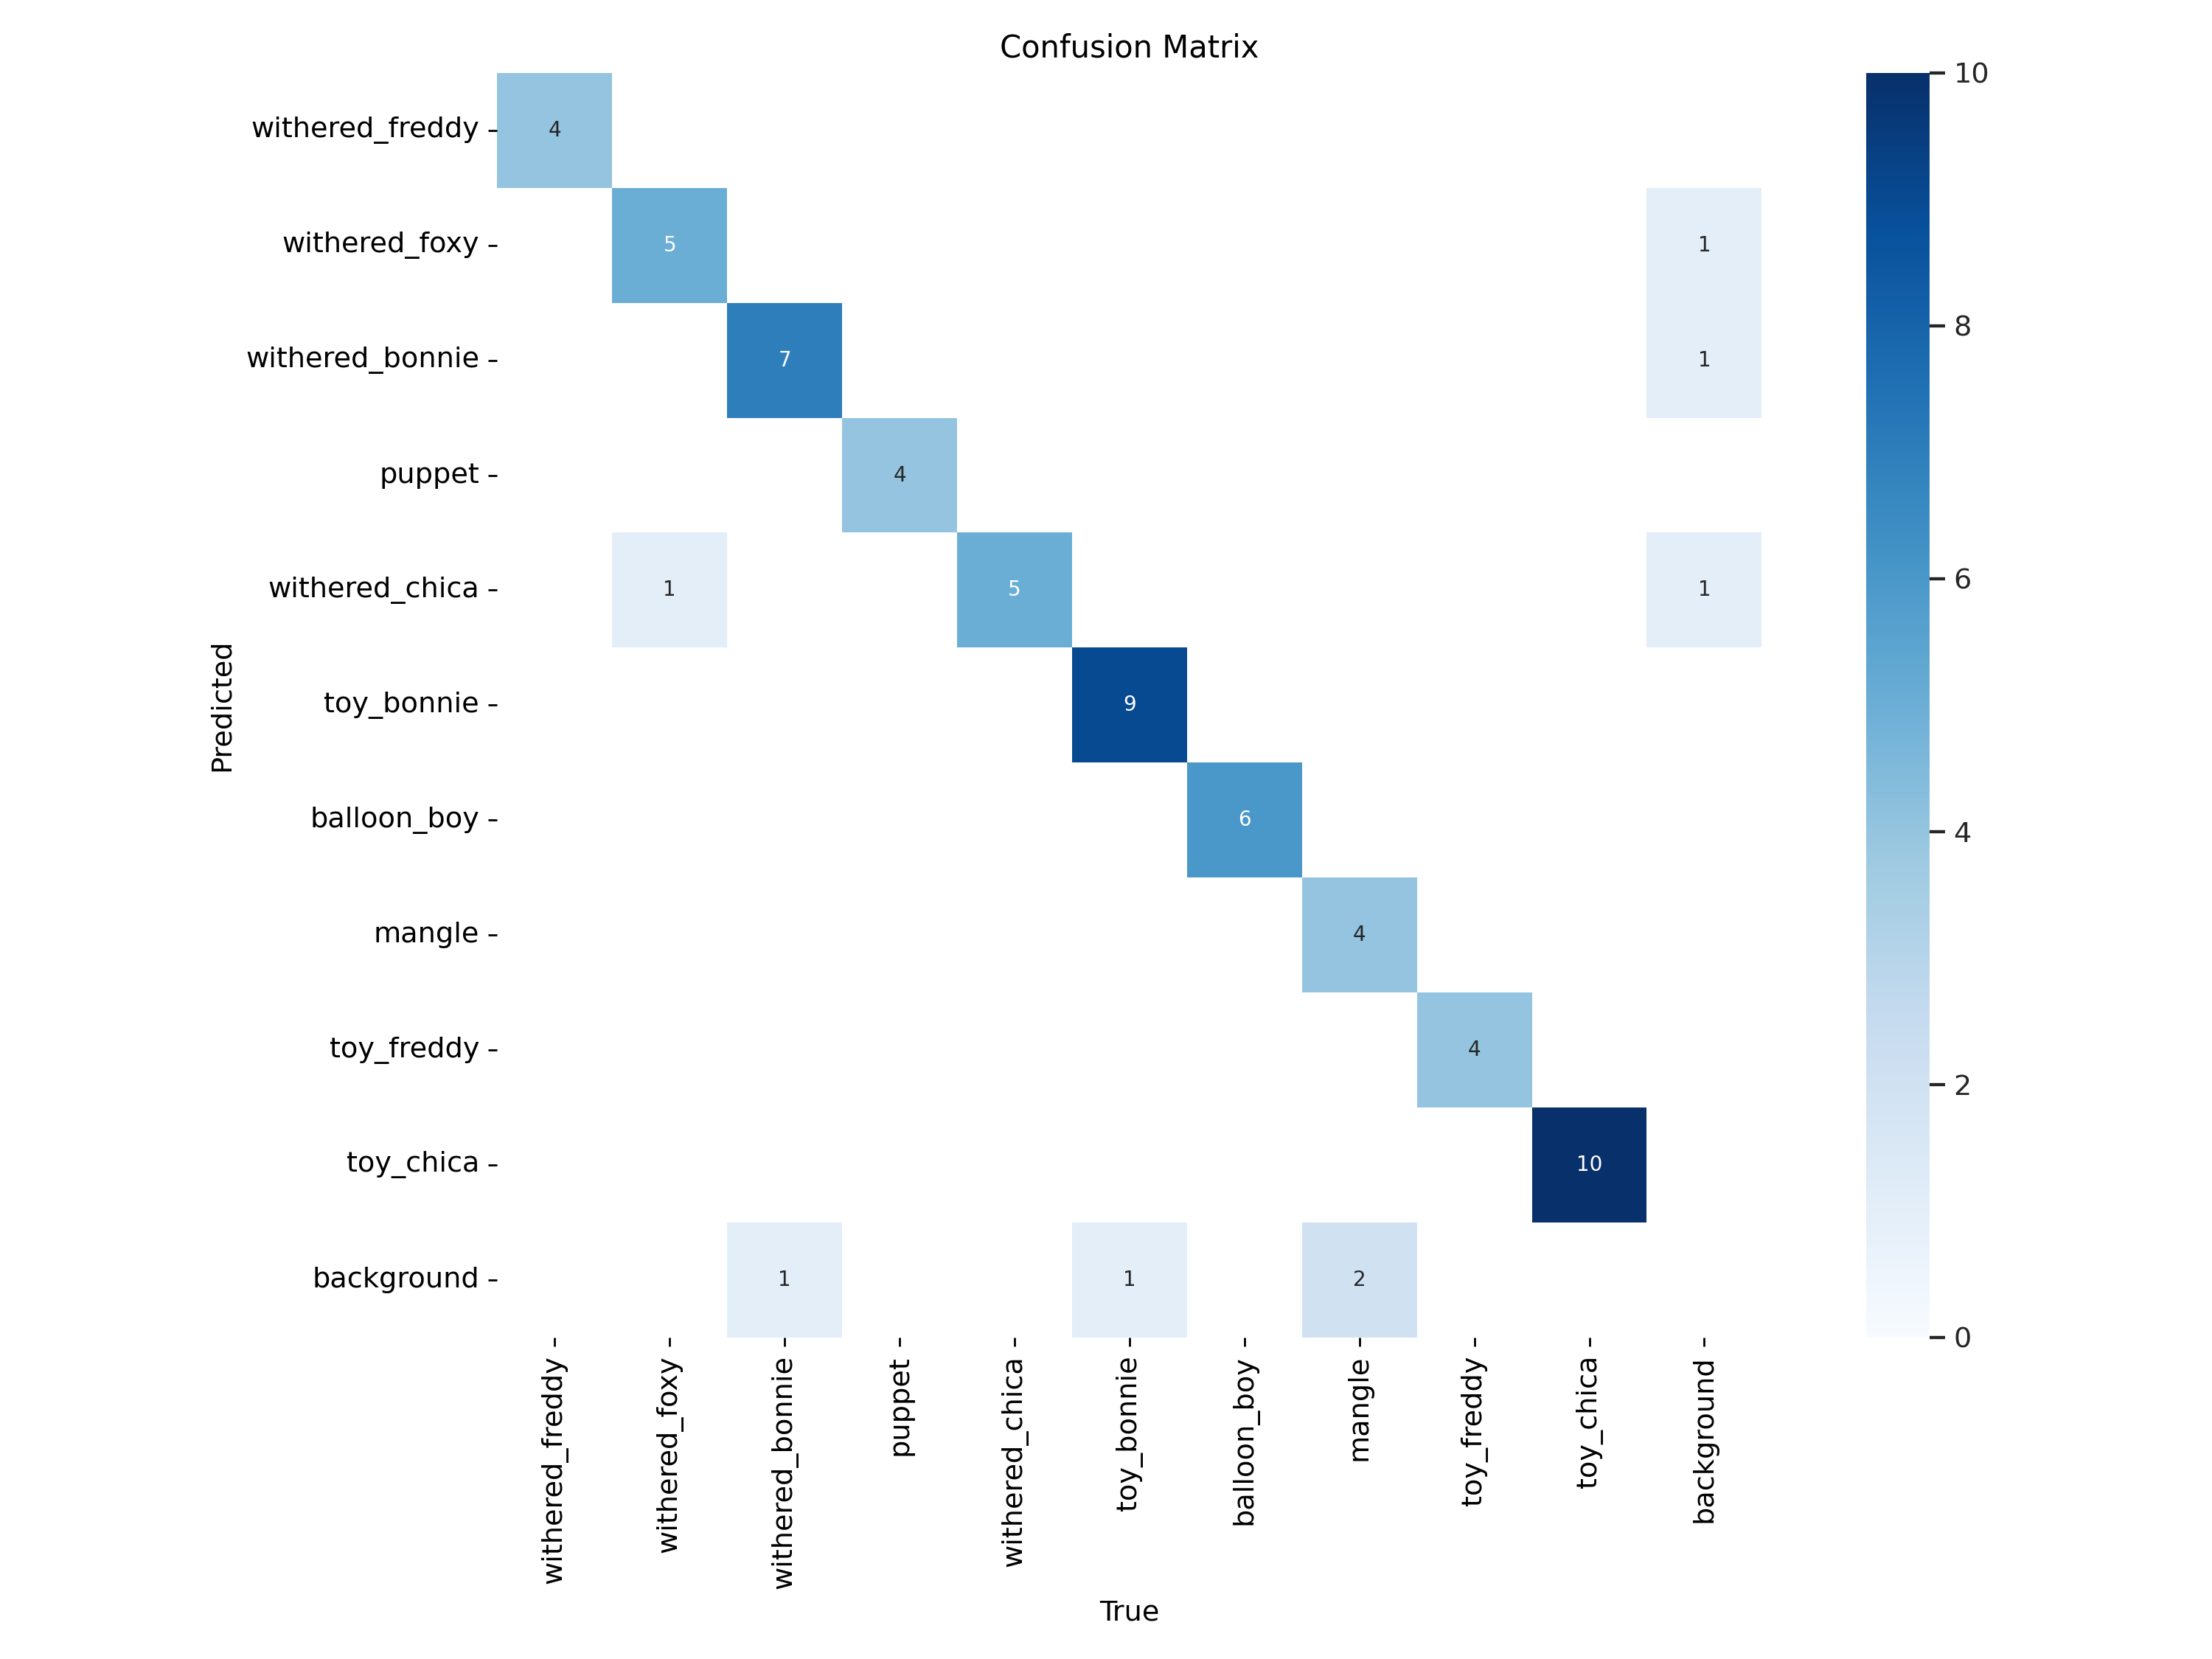 Confusion Matrix
withered_freddy
4
withered_foxy
5
1
withered_bonnie
7
1
puppet
4
withered_chica
1
5
1
toy_bonnie
9
balloon_boy
6
mangle
4
toy_freddy
4
toy_chica
10
background
1
1
2
Predicted
withered_freddy
withered_foxy
withered_bonnie
puppet
withered_chica
toy_bonnie
balloon_boy
mangle
toy_freddy
toy_chica
background
True
10
8
6
4
2
0